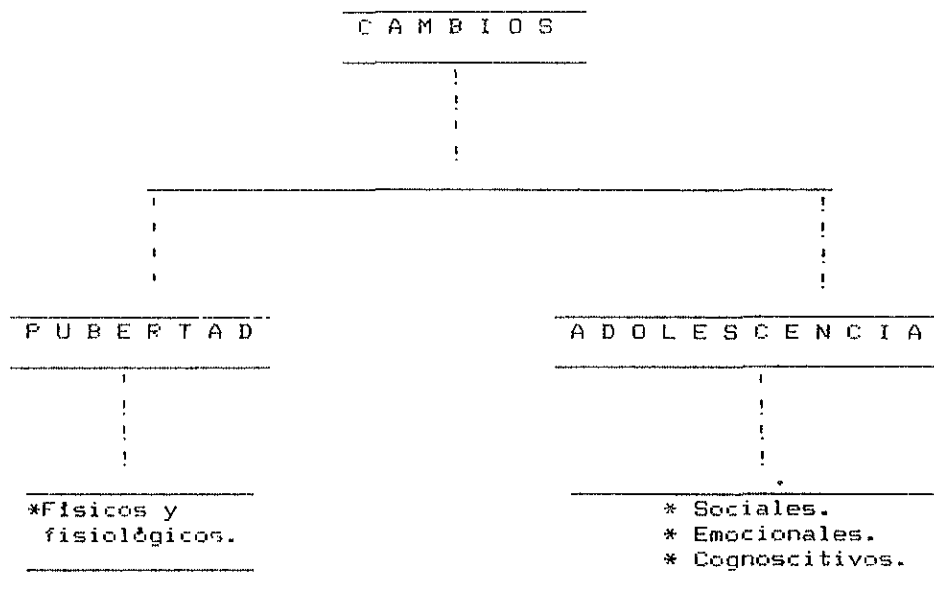 C A M B I O S
P U B E R T A D
A D O L E S C E N C I A
*Físicos y
fisiológicos.
* Sociales.
* Emocionales.
* Cognoscitivos.